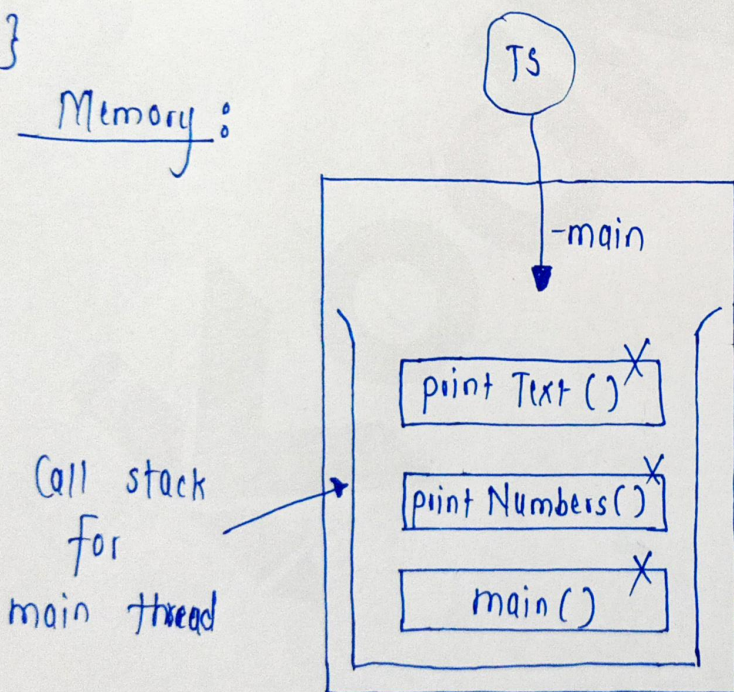 }
TS
Memory :
-main
print Text ( )
X
Call stack
for
main thread
print Numbers ( )
X
main ( )
X